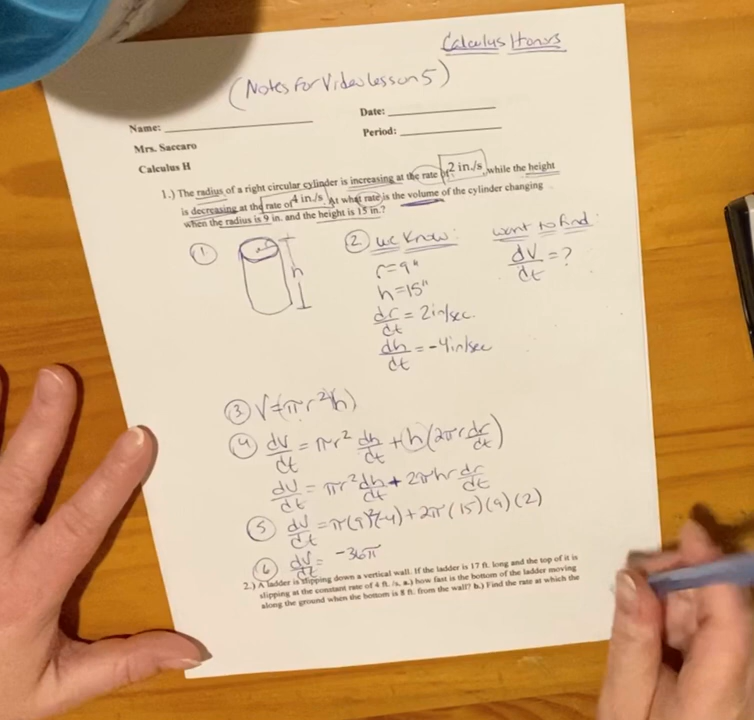 Calculus Honors
(Notes for Video lesson 5)
Name: Date:
Mrs. Saccaro Period:
Calculus H
1.) The radius of a right circular cylinder is increasing at the rate of 2 in./s, while the height
is decreasing at the rate of 4 in./s. At what rate is the volume of the cylinder changing
when the radius is 9 in. and the height is 15 in.?
① ② we know: want to find:
r h
r=9" dV/dt = ?
h=15"
dr/dt = 2in/sec.
dh/dt = -4in/sec
③ V=(πr²)(h)
④ dV/dt = πr² dh/dt + h(2πr dr/dt)
dV/dt = πr² dh/dt + 2πhr dr/dt
⑤ dV/dt = π(9)²(-4)+2π(15)(9)(2)
⑥ dV/dt = -36π
2.) A ladder is slipping down a vertical wall. If the ladder is 17 ft. long and the top of it is
slipping at the constant rate of 4 ft. /s, a.) how fast is the bottom of the ladder moving
along the ground when the bottom is 8 ft. from the wall? b.) Find the rate at which the